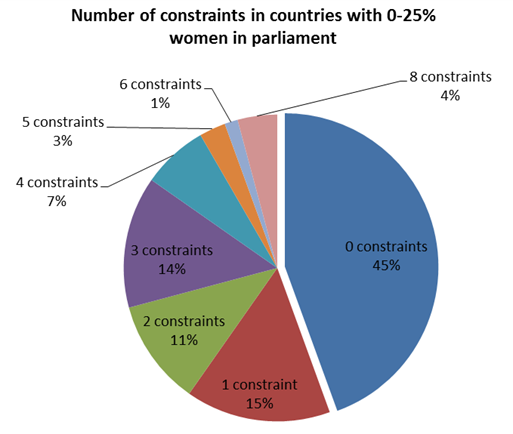 Number of constraints in countries with 0-25%
women in parliament
6 constraints
1%
8 constraints
4%
5 constraints
3%
4 constraints
7%
3 constraints
14%
0 constraints
45%
2 constraints
11%
1 constraint
15%